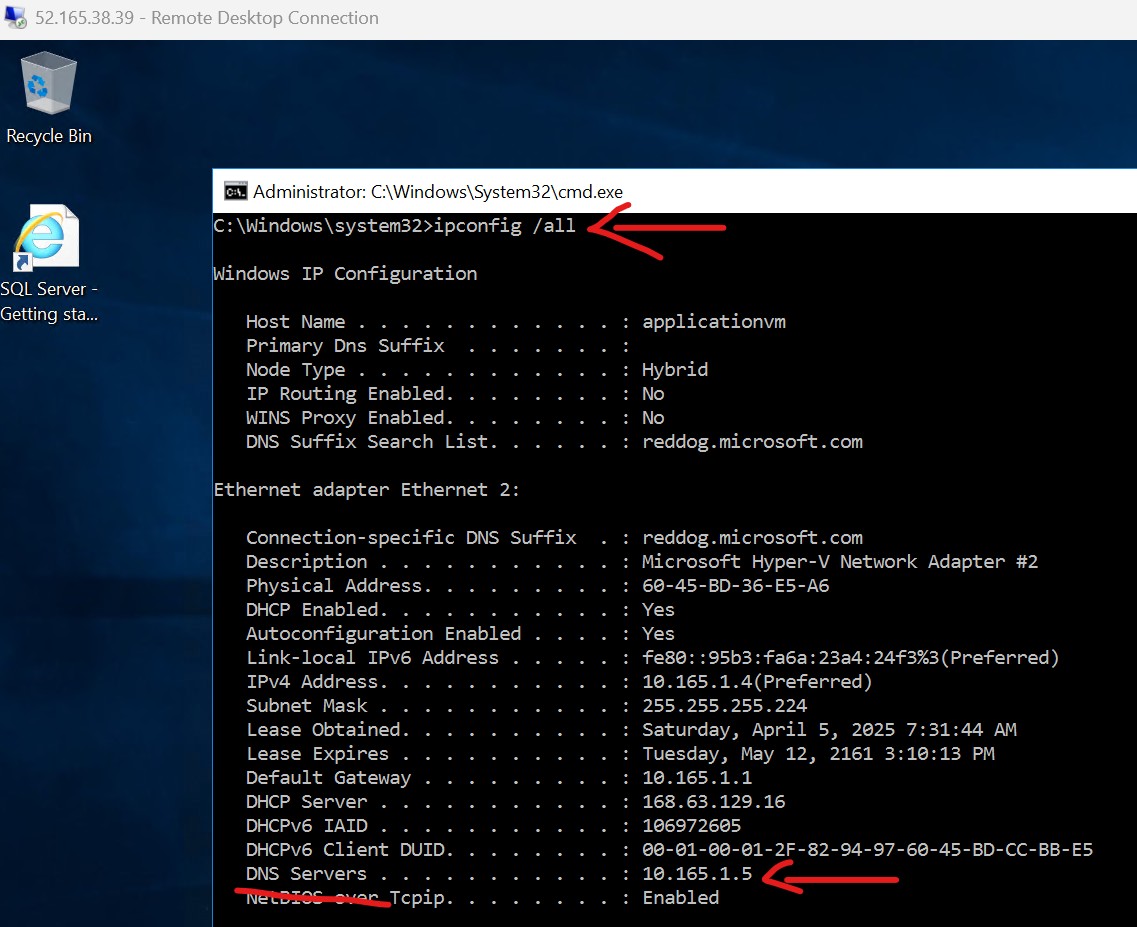 52.165.38.39 - Remote Desktop Connection
Recycle Bin
SQL Server -
Getting sta...
Administrator: C:\Windows\System32\cmd.exe
C:\Windows\system32>ipconfig /all
Windows IP Configuration
Host Name . . . . . . . . . . . . : applicationvm
Primary Dns Suffix  . . . . . . . :
Node Type . . . . . . . . . . . . : Hybrid
IP Routing Enabled. . . . . . . . : No
WINS Proxy Enabled. . . . . . . . : No
DNS Suffix Search List. . . . . . : reddog.microsoft.com
Ethernet adapter Ethernet 2:
Connection-specific DNS Suffix  . : reddog.microsoft.com
Description . . . . . . . . . . . : Microsoft Hyper-V Network Adapter #2
Physical Address. . . . . . . . . : 60-45-BD-36-E5-A6
DHCP Enabled. . . . . . . . . . . : Yes
Autoconfiguration Enabled . . . . : Yes
Link-local IPv6 Address . . . . . : fe80::95b3:fa6a:23a4:24f3%3(Preferred)
IPv4 Address. . . . . . . . . . . : 10.165.1.4(Preferred)
Subnet Mask . . . . . . . . . . . : 255.255.255.224
Lease Obtained. . . . . . . . . . : Saturday, April 5, 2025 7:31:44 AM
Lease Expires . . . . . . . . . . : Tuesday, May 12, 2161 3:10:13 PM
Default Gateway . . . . . . . . . : 10.165.1.1
DHCP Server . . . . . . . . . . . : 168.63.129.16
DHCPv6 IAID . . . . . . . . . . . : 106972605
DHCPv6 Client DUID. . . . . . . . : 00-01-00-01-2F-82-94-97-60-45-BD-CC-BB-E5
DNS Servers . . . . . . . . . . . : 10.165.1.5
NetBIOS over Tcpip. . . . . . . . : Enabled